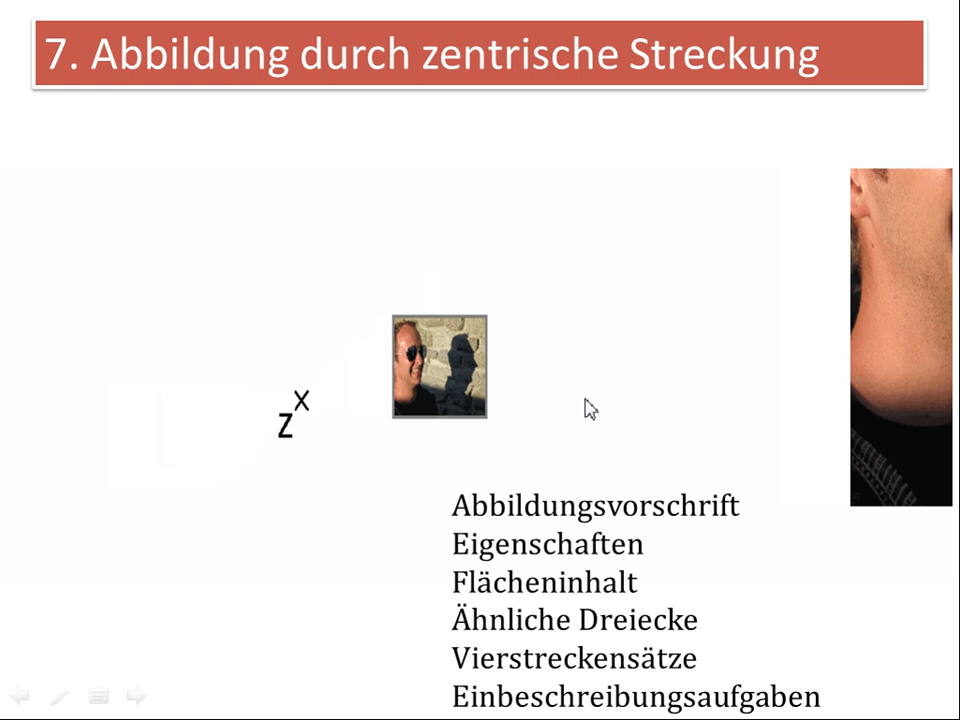 7. Abbildung durch zentrische Streckung
Z
Abbildungsvorschrift
Eigenschaften
Flächeninhalt
Ähnliche Dreiecke
Vierstreckensätze
Einbeschreibungsaufgaben